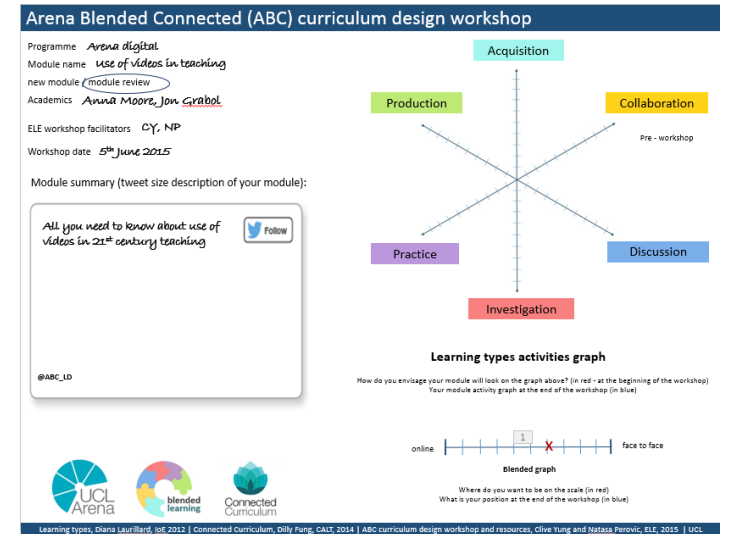 Arena Blended Connected (ABC) curriculum design workshop
Programme Arena digital
Module name use of videos in teaching
new module / module review
Academics Anna Moore, Jon Grabol
ELE workshop facilitators CY, NP
Workshop date 5th June 2015
Module summary (tweet size description of your module):
All you need to know about use of
videos in 21st century teaching
Follow
@ABC_LD
Acquisition
Production
Collaboration
Pre - workshop
Practice
Discussion
Investigation
Learning types activities graph
How do you envisage your module will look on the graph above? (in red - at the beginning of the workshop)
Your module activity graph at the end of the workshop (in blue)
1
online
X
face to face
Blended graph
Where do you want to be on the scale (in red)
What is your position at the end of the workshop (in blue)
UCL
Arena
blended
learning
Connected
Curriculum
Learning types, Diana Laurillard, IoE 2012 | Connected Curriculum, Dilly Fung, CALT, 2014 | ABC curriculum design workshop and resources, Clive Yung and Natasa Perovic, ELE, 2015 | UCL